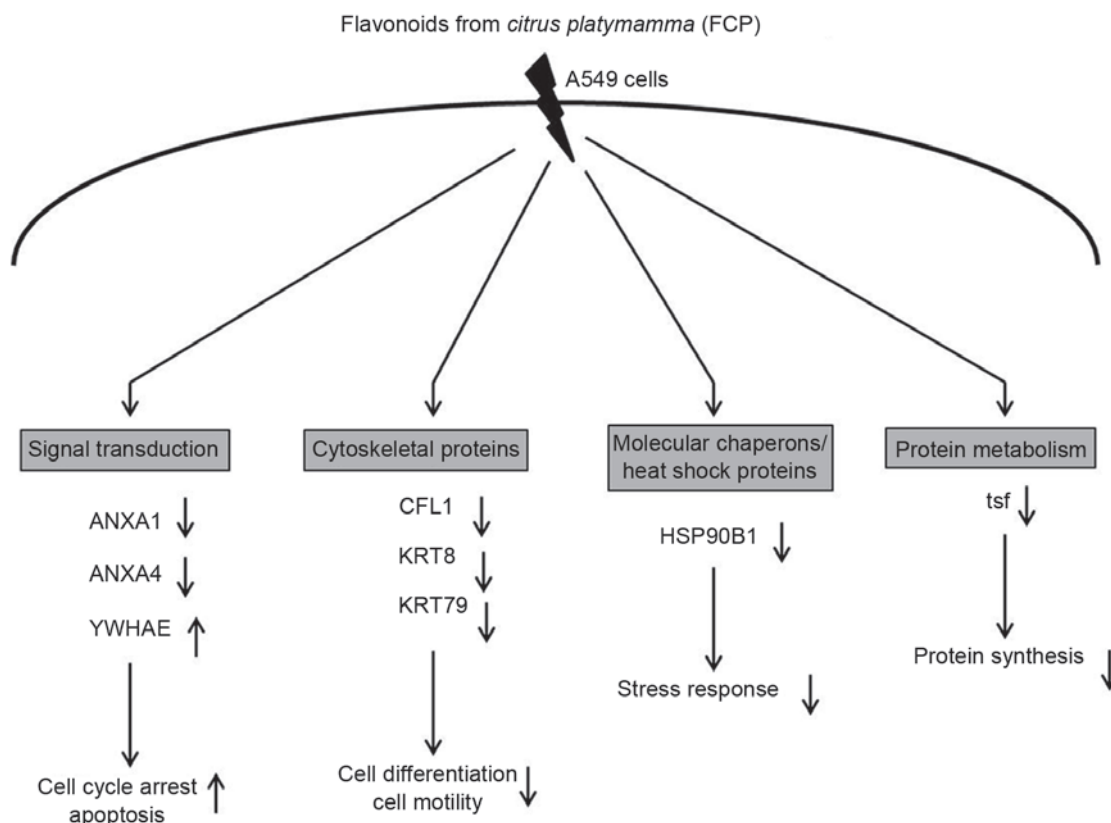 Flavonoids from citrus platymamma (FCP)
A549 cells
Signal transduction
ANXA1
ANXA4
YWHAE
Cell cycle arrest
apoptosis
Cytoskeletal proteins
CFL1
KRT8
KRT79
Cell differentiation
cell motility
Molecular chaperons/
heat shock proteins
HSP90B1
Stress response
Protein metabolism
tsf
Protein synthesis